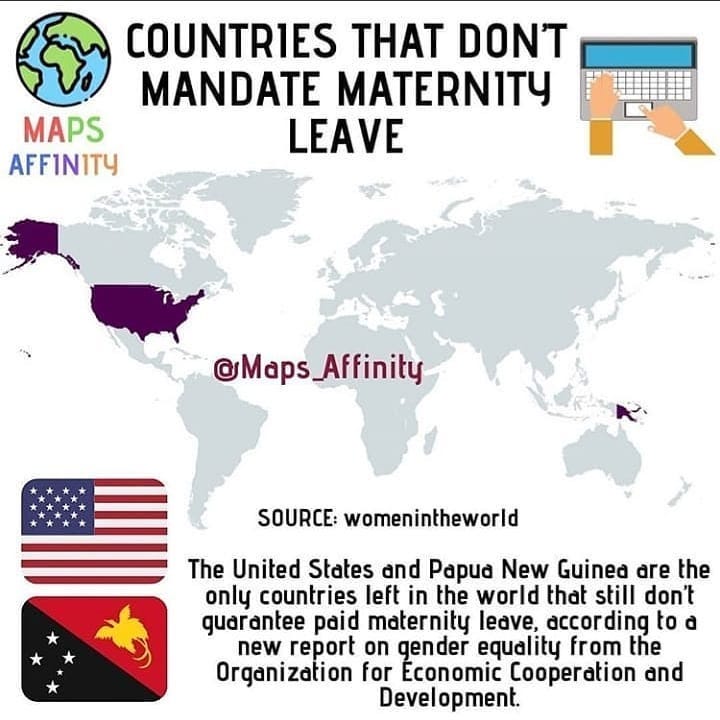 COUNTRIES THAT DON'T
MANDATE MATERNITY
LEAVE
MAPS
AFFINITY
@Maps_Affinity
SOURCE: womenintheworld
The United States and Papua New Guinea are the
only countries left in the world that still don't
guarantee paid maternity leave, according to a
new report on gender equality from the
Organization for Economic Cooperation and
Development.